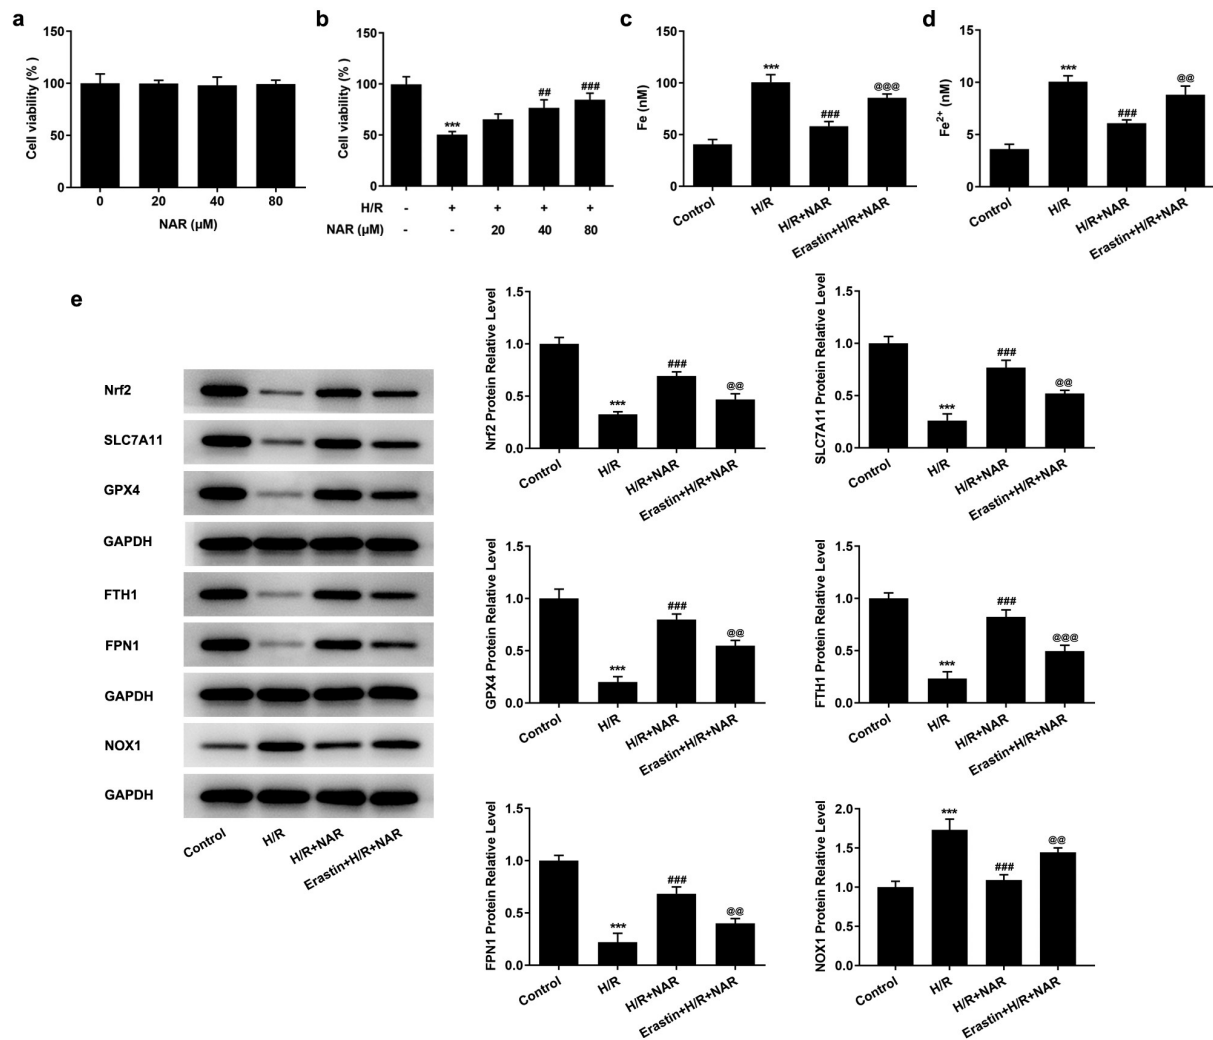 a
Cell viability (% )
150
100
50
0
0
20
40
80
NAR (µM)
b
Cell viability (% )
150
100
50
0
***
##
###
H/R
-
+
+
+
+
NAR (µM)
-
-
20
40
80
c
Fe (nM)
150
100
50
0
***
###
@@@
Control
H/R
H/R+NAR
Erastin+H/R+NAR
d
Fe2+ (nM)
15
10
5
0
***
###
@@
Control
H/R
H/R+NAR
Erastin+H/R+NAR
e
Nrf2
SLC7A11
GPX4
GAPDH
FTH1
FPN1
GAPDH
NOX1
GAPDH
Control
H/R
H/R+NAR
Erastin+H/R+NAR
Nrf2 Protein Relative Level
1.5
1.0
0.5
0.0
***
###
@@
Control
H/R
H/R+NAR
Erastin+H/R+NAR
SLC7A11 Protein Relative Level
1.5
1.0
0.5
0.0
***
###
@@
Control
H/R
H/R+NAR
Erastin+H/R+NAR
GPX4 Protein Relative Level
1.5
1.0
0.5
0.0
***
###
@@
Control
H/R
H/R+NAR
Erastin+H/R+NAR
FTH1 Protein Relative Level
1.5
1.0
0.5
0.0
***
###
@@@
Control
H/R
H/R+NAR
Erastin+H/R+NAR
FPN1 Protein Relative Level
1.5
1.0
0.5
0.0
***
###
@@
Control
H/R
H/R+NAR
Erastin+H/R+NAR
NOX1 Protein Relative Level
2.0
1.5
1.0
0.5
0.0
***
###
@@
Control
H/R
H/R+NAR
Erastin+H/R+NAR